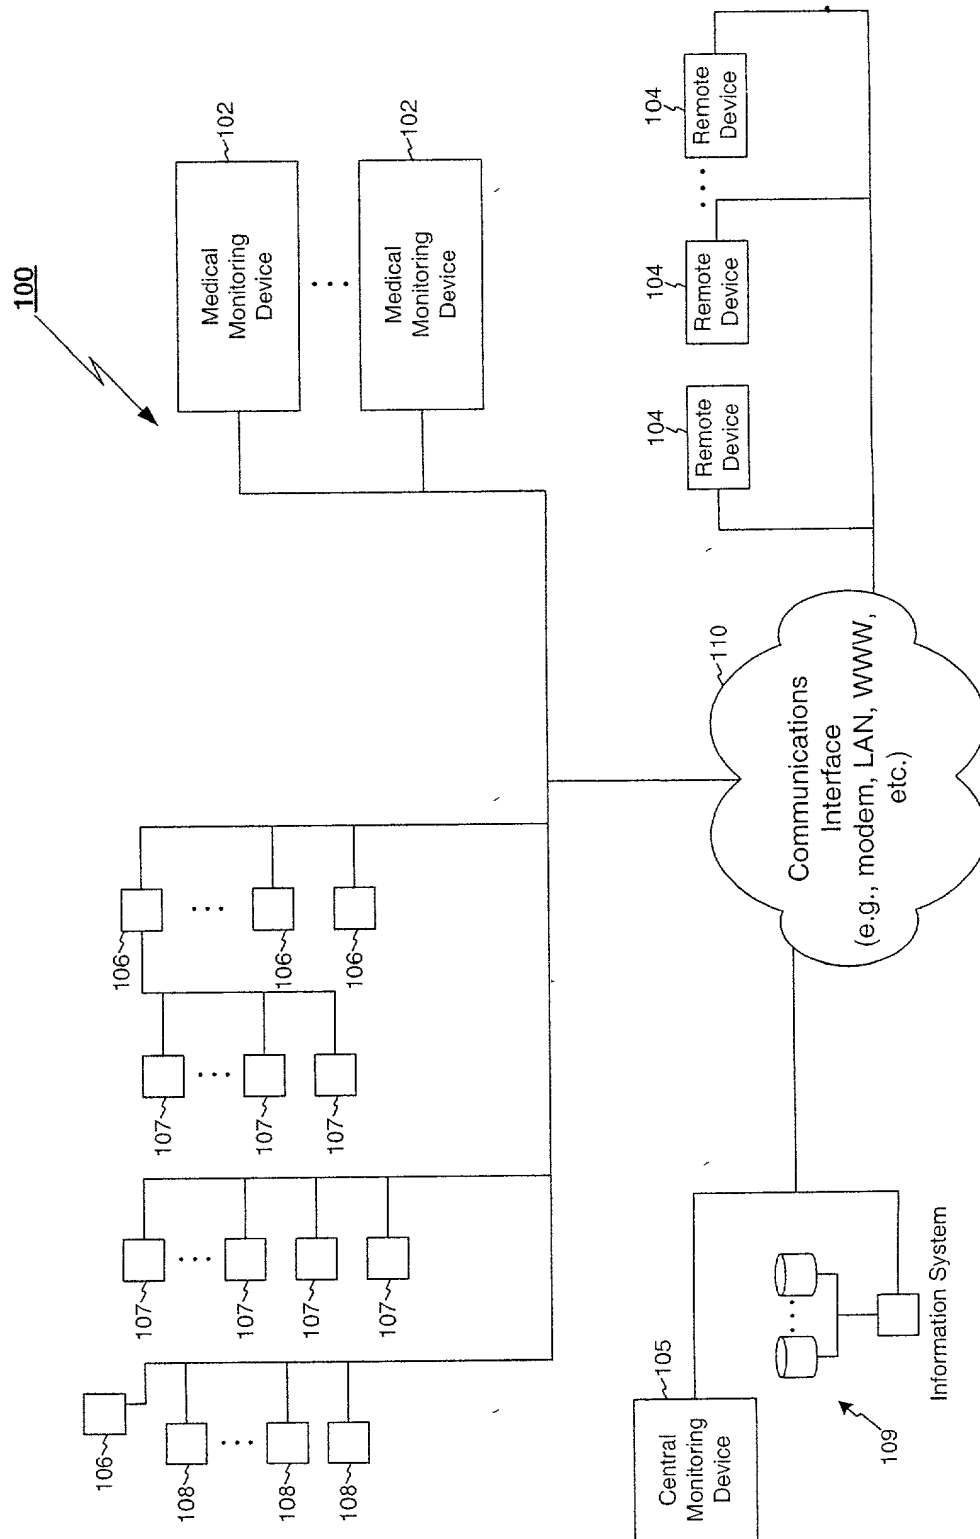 100
106
108
108
108
107
107
107
107
107
107
107
106
106
106
102
Medical
Monitoring
Device
102
Medical
Monitoring
Device
105
Central
Monitoring
Device
109
Information System
110
Communications
Interface
(e.g., modem, LAN, WWW,
etc.)
104
Remote
Device
104
Remote
Device
104
Remote
Device